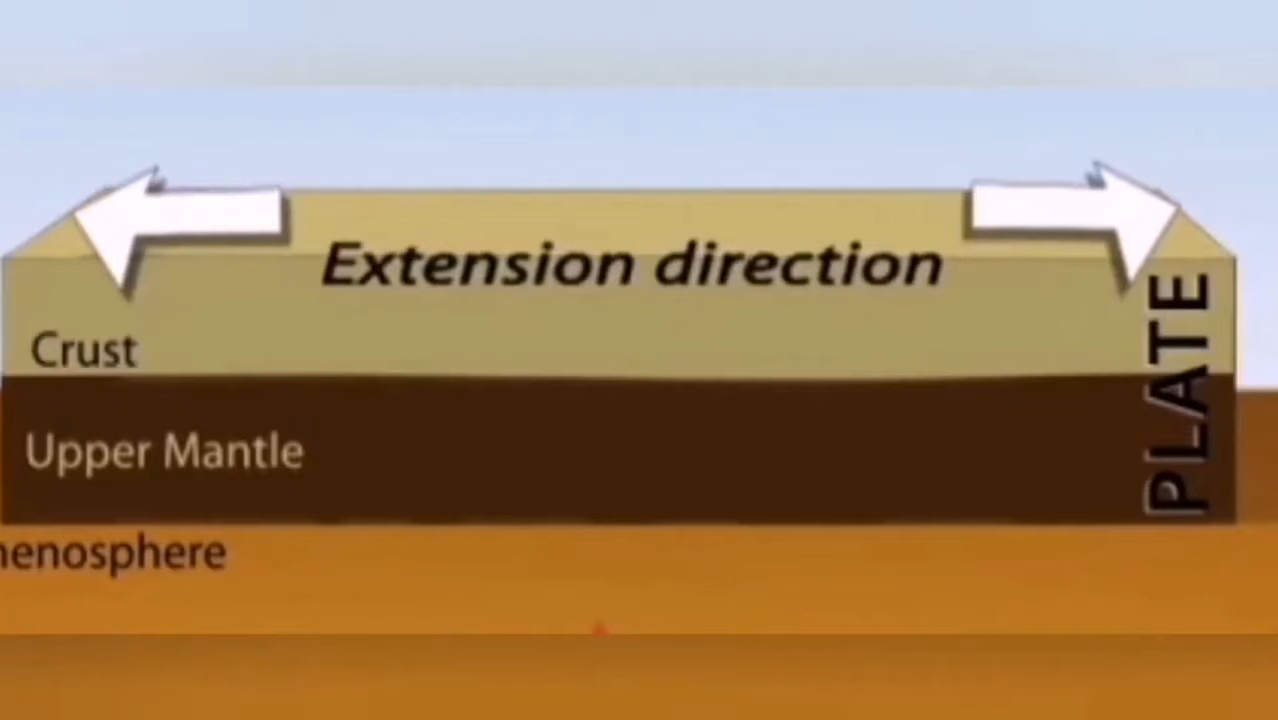 Extension direction
Crust
PLATE
Upper Mantle
henosphere